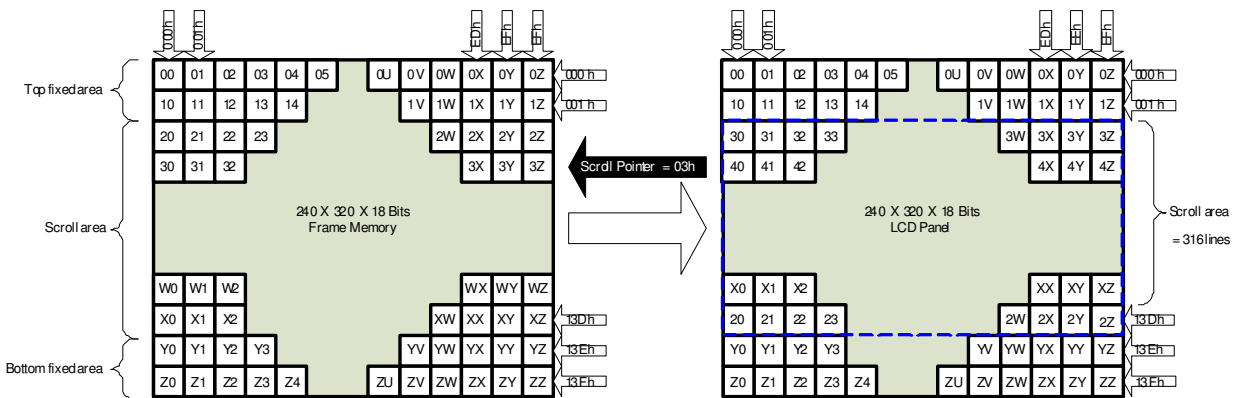 000h 001h EDh EFh EFh 000h 001h EDh EEh EFh
00 01 02 03 04 05 0U 0V 0W 0X 0Y 0Z 000h 00 01 02 03 04 05 0U 0V 0W 0X 0Y 0Z 000h
Top fixed area
10 11 12 13 14 1V 1W 1X 1Y 1Z 001h 10 11 12 13 14 1V 1W 1X 1Y 1Z 001h
20 21 22 23 2W 2X 2Y 2Z 30 31 32 33 3W 3X 3Y 3Z
30 31 32 3X 3Y 3Z Scroll Pointer = 03h 40 41 42 4X 4Y 4Z
Scroll area
240 X 320 X 18 Bits
Frame Memory
240 X 320 X 18 Bits
LCD Panel
Scroll area
= 316 lines
W0 W1 W2 WX WY WZ X0 X1 X2 XX XY XZ
X0 X1 X2 XW XX XY XZ 13Dh 20 21 22 23 2W 2X 2Y 2Z 13Dh
Y0 Y1 Y2 Y3 YV YW YX YY YZ 13Eh Y0 Y1 Y2 Y3 YV YW YX YY YZ 13Eh
Bottom fixed area
Z0 Z1 Z2 Z3 Z4 ZU ZV ZW ZX ZY ZZ 13Fh Z0 Z1 Z2 Z3 Z4 ZU ZV ZW ZX ZY ZZ 13Fh